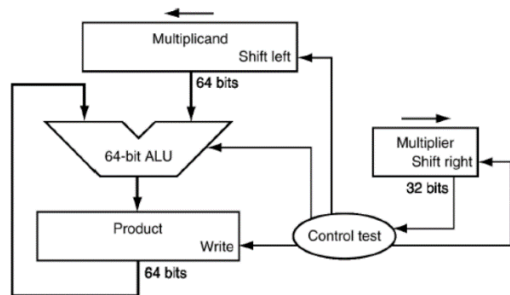 Multiplicand
Shift left
64 bits
64-bit ALU
Multiplier
Shift right
32 bits
Product
Write
Control test
64 bits